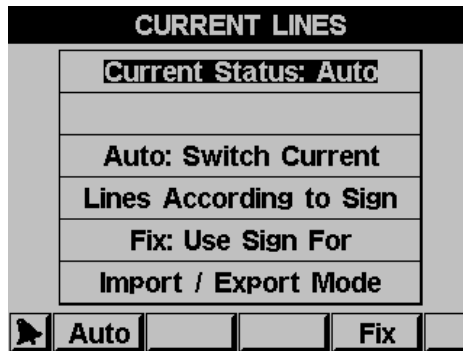 CURRENT LINES
Current Status: Auto
Auto: Switch Current
Lines According to Sign
Fix: Use Sign For
Import / Export Mode
Auto Fix